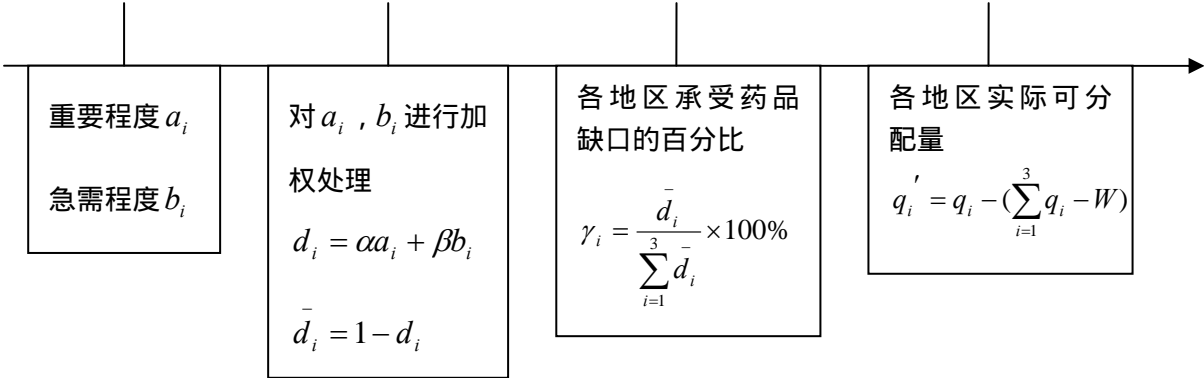 重要程度 a_i
急需程度 b_i
对 a_i , b_i 进行加
权处理
d_i = αa_i + βb_i
d̄_i = 1 − d_i
各地区承受药品
缺口的百分比
γ_i = d̄_i / ∑_{i=1}^{3} d̄_i × 100%
各地区实际可分
配量
q_i′ = q_i − (∑_{i=1}^{3} q_i − W)